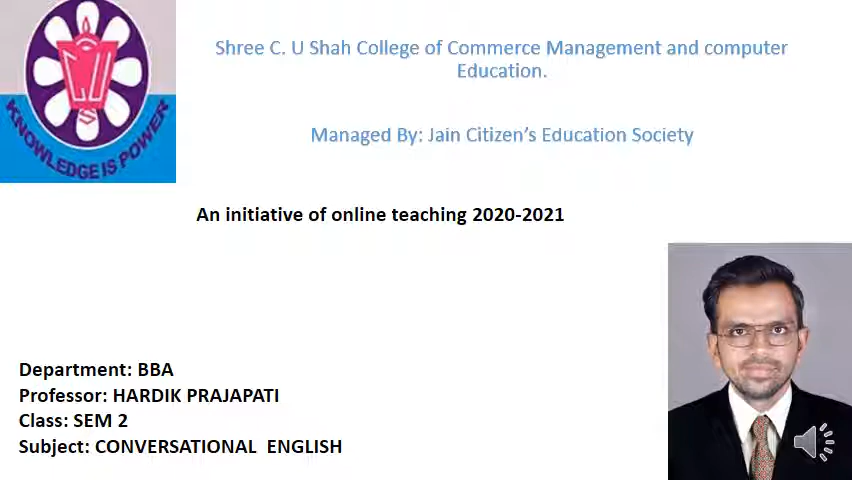 KNOWLEDGE IS POWER
Shree C. U Shah College of Commerce Management and computer
Education.
Managed By: Jain Citizen’s Education Society
An initiative of online teaching 2020-2021
Department: BBA
Professor: HARDIK PRAJAPATI
Class: SEM 2
Subject: CONVERSATIONAL  ENGLISH